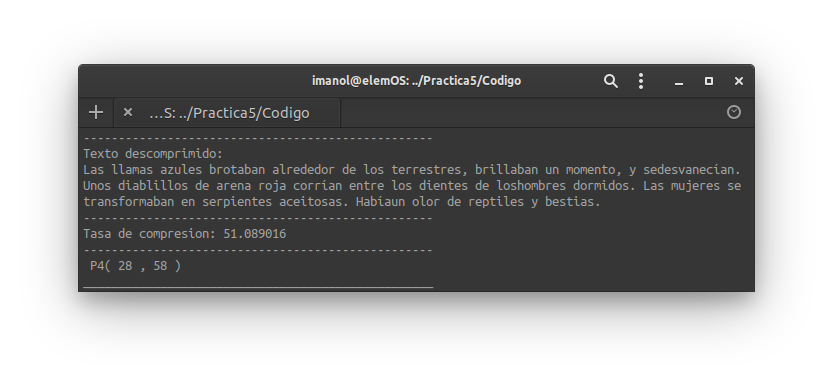 imanol@elemOS: ../Practica5/Codigo
...S: ../Practica5/Codigo
--------------------------------------------------
Texto descomprimido:
Las llamas azules brotaban alrededor de los terrestres, brillaban un momento, y sedesvanecian.
Unos diablillos de arena roja corrian entre los dientes de loshombres dormidos. Las mujeres se
transformaban en serpientes aceitosas. Habiaun olor de reptiles y bestias.
--------------------------------------------------
Tasa de compresion: 51.089016
--------------------------------------------------
P4( 28 , 58 )
__________________________________________________